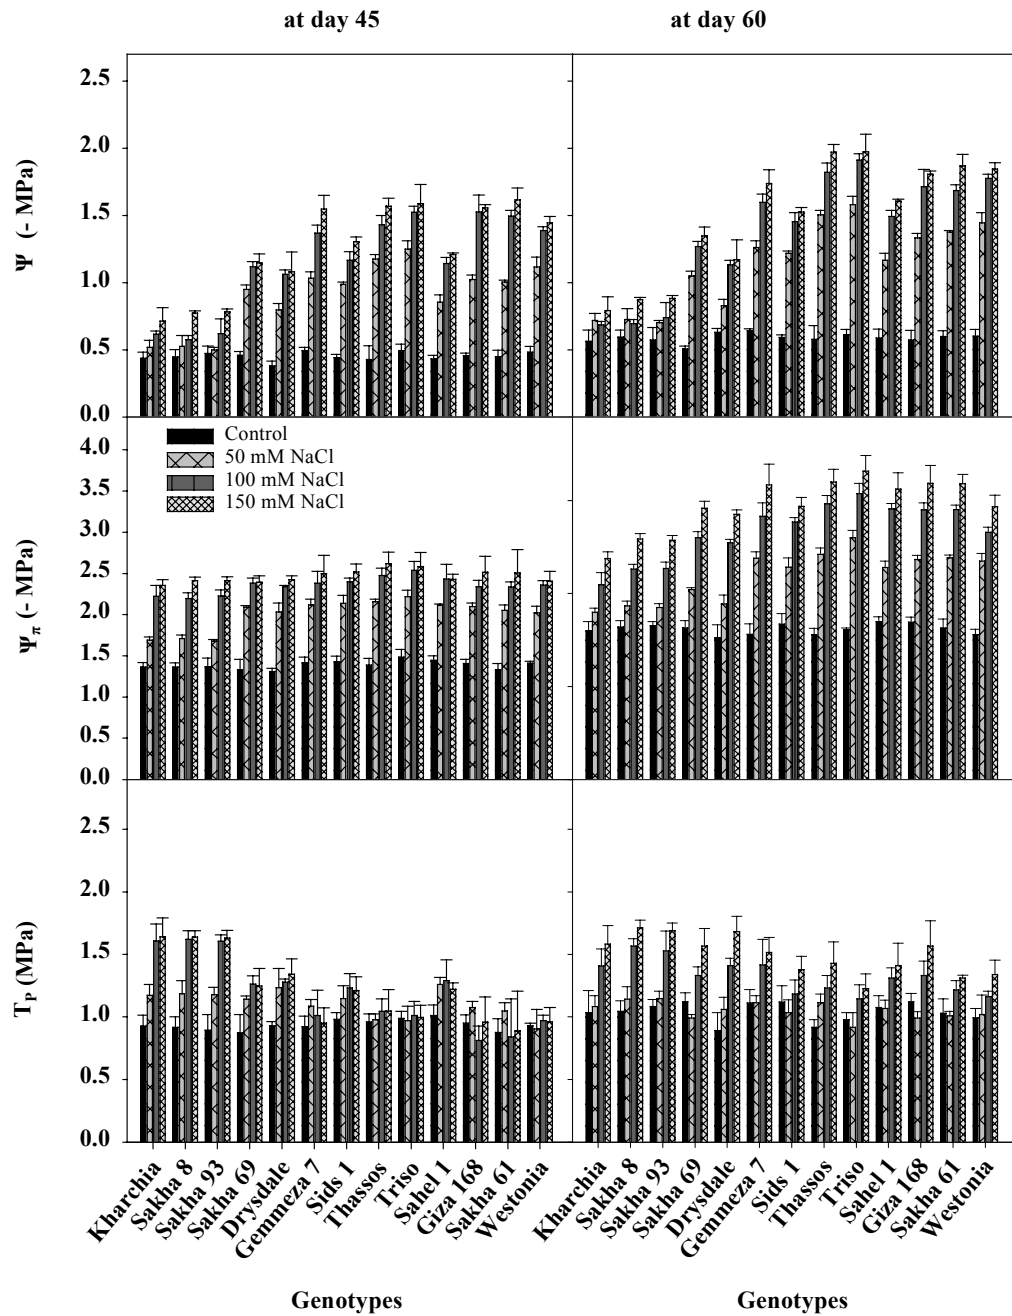 at day 45
at day 60
Ψ (- MPa)
2.5
2.0
1.5
1.0
0.5
0.0
Ψπ (- MPa)
4.0
3.5
3.0
2.5
2.0
1.5
1.0
0.5
0.0
Control
50 mM NaCl
100 mM NaCl
150 mM NaCl
TP (MPa)
2.5
2.0
1.5
1.0
0.5
0.0
Kharchia
Sakha 8
Sakha 93
Sakha 69
Drysdale
Gemmeza 7
Sids 1
Thassos
Triso
Sahel 1
Giza 168
Sakha 61
Westonia
Kharchia
Sakha 8
Sakha 93
Sakha 69
Drysdale
Gemmeza 7
Sids 1
Thassos
Triso
Sahel 1
Giza 168
Sakha 61
Westonia
Genotypes
Genotypes